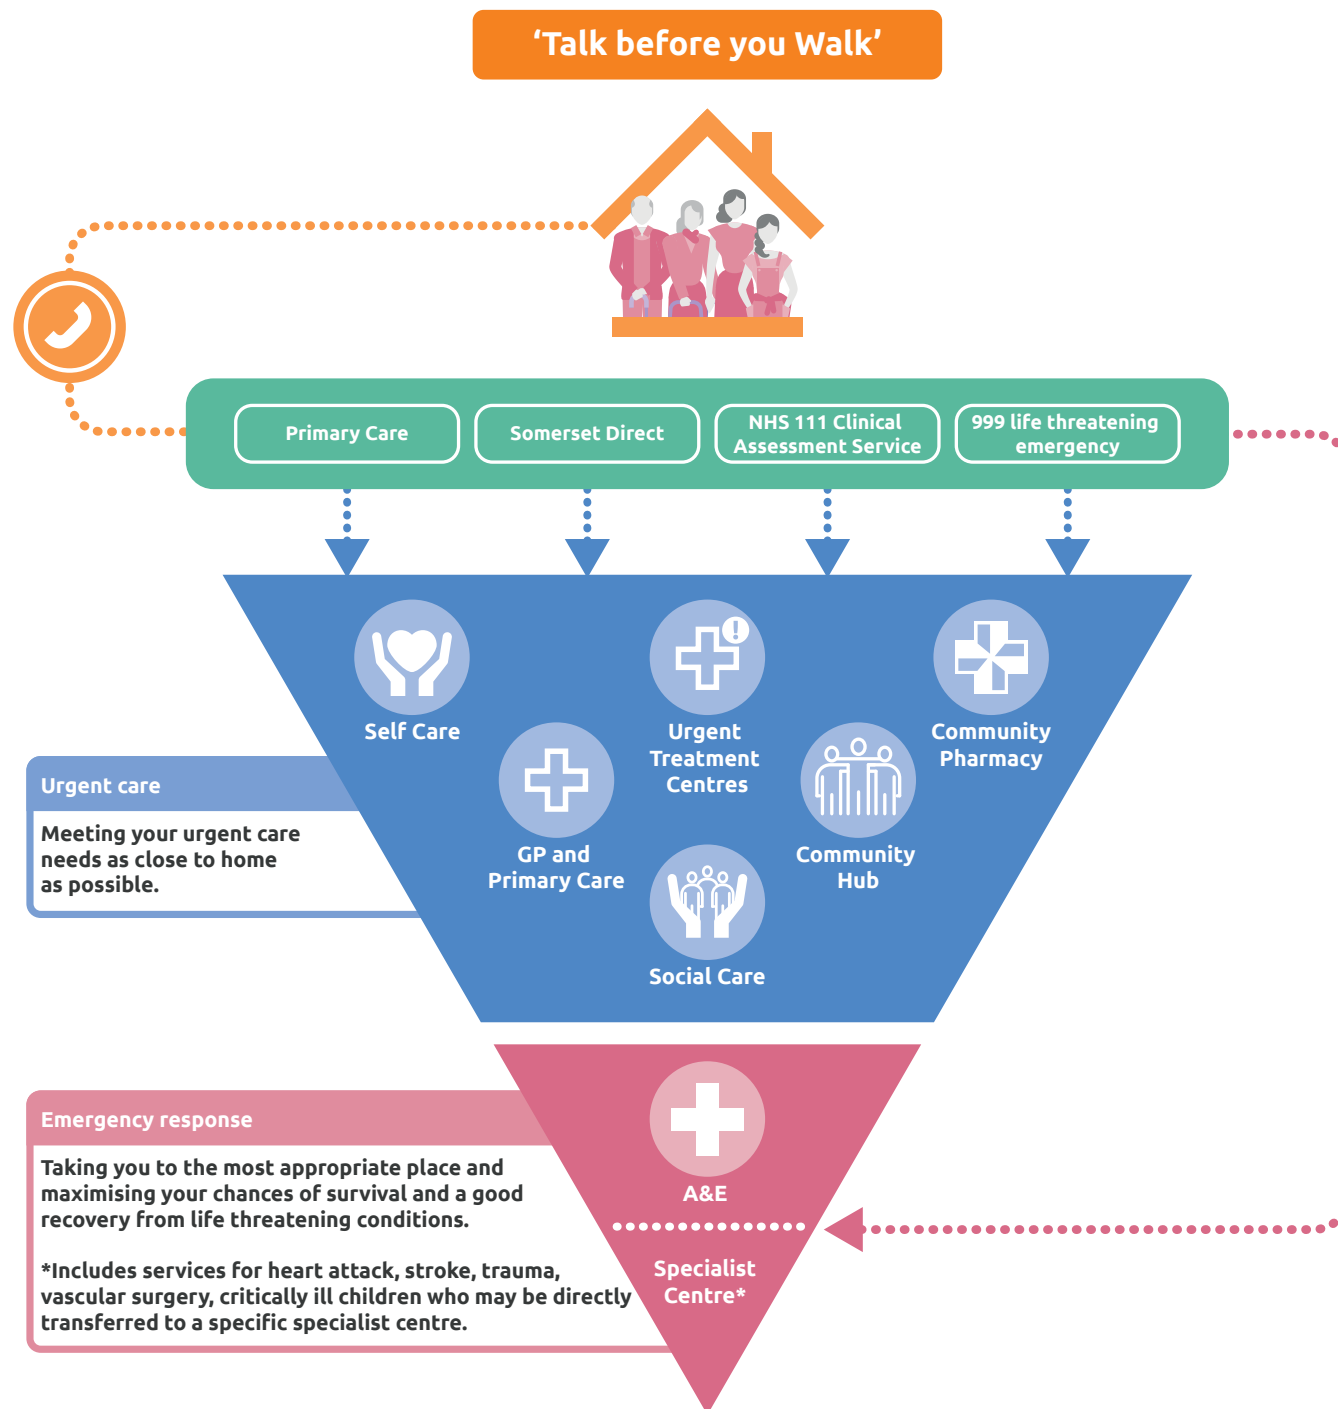 ‘Talk before you Walk’
Primary Care
Somerset Direct
NHS 111 Clinical
Assessment Service
999 life threatening
emergency
Self Care
Urgent
Treatment
Centres
Community
Pharmacy
GP and
Primary Care
Community
Hub
Social Care
Urgent care
Meeting your urgent care
needs as close to home
as possible.
A&E
Specialist
Centre*
Emergency response
Taking you to the most appropriate place and
maximising your chances of survival and a good
recovery from life threatening conditions.
*Includes services for heart attack, stroke, trauma,
vascular surgery, critically ill children who may be directly
transferred to a specific specialist centre.